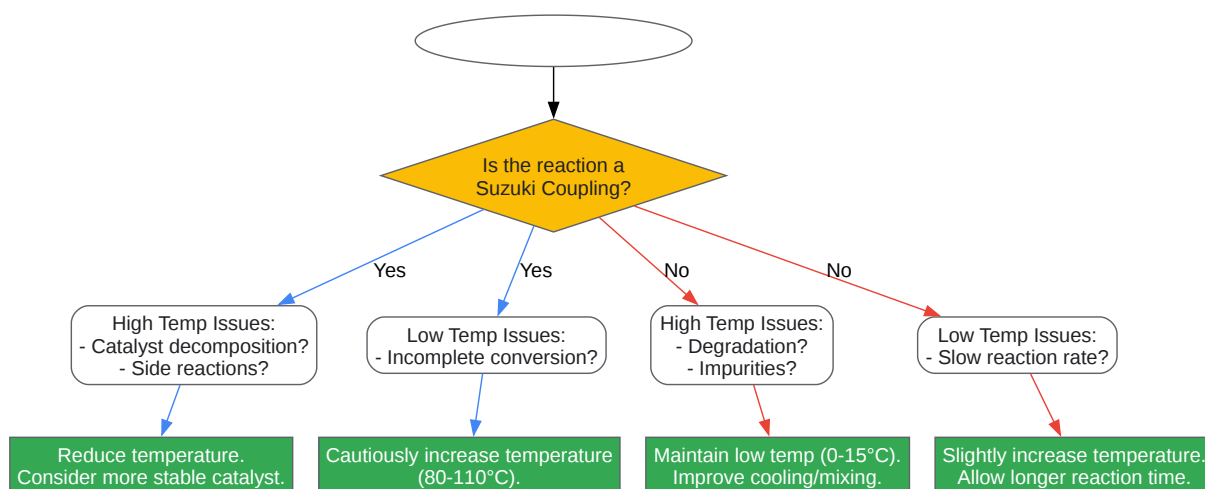 Is the reaction a
Suzuki Coupling?
Yes
Yes
No
No
High Temp Issues:
- Catalyst decomposition?
- Side reactions?
Low Temp Issues:
- Incomplete conversion?
High Temp Issues:
- Degradation?
- Impurities?
Low Temp Issues:
- Slow reaction rate?
Reduce temperature.
Consider more stable catalyst.
Cautiously increase temperature
(80-110°C).
Maintain low temp (0-15°C).
Improve cooling/mixing.
Slightly increase temperature.
Allow longer reaction time.